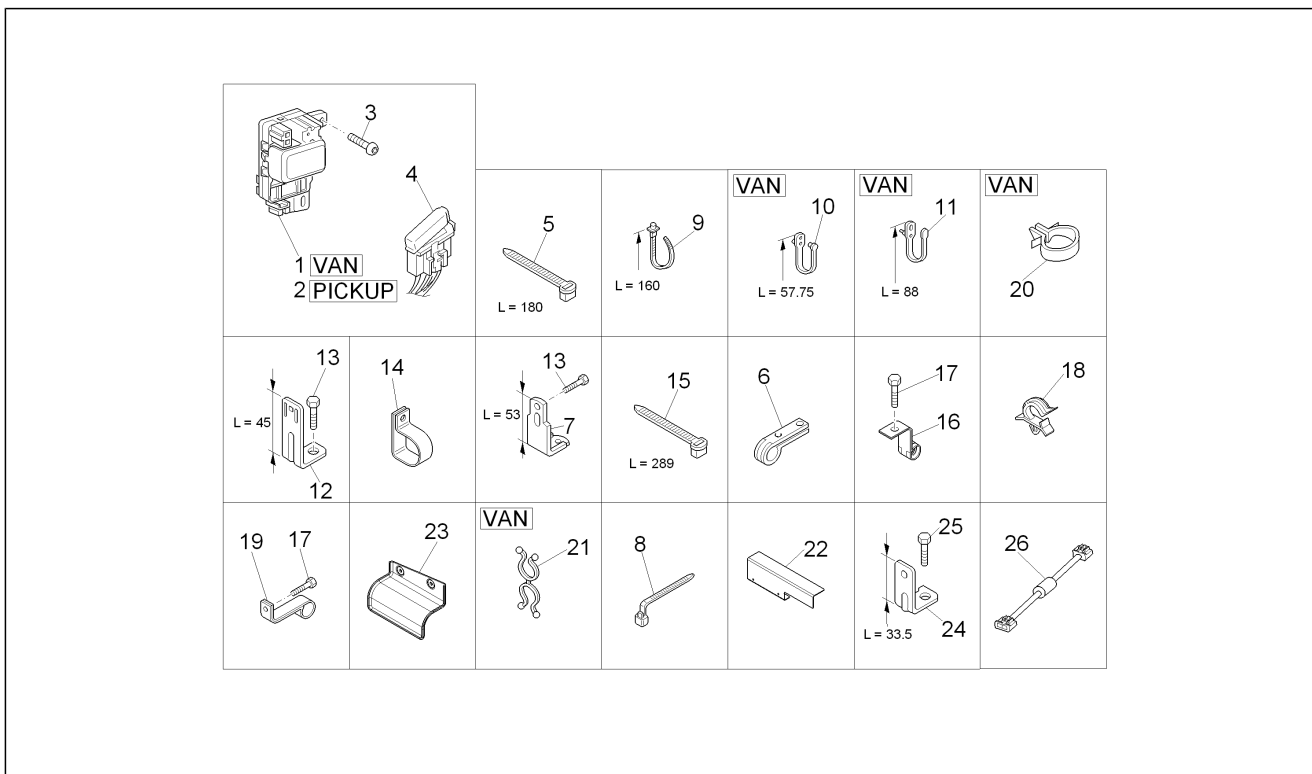 3
4
1 VAN
2 PICKUP
5
L = 180
9
L = 160
VAN
10
L = 57.75
VAN
11
L = 88
VAN
20
13
L = 45
12
14
13
L = 53
7
15
L = 289
6
17
16
18
19
17
23
VAN
21
8
22
25
24
L = 33.5
26